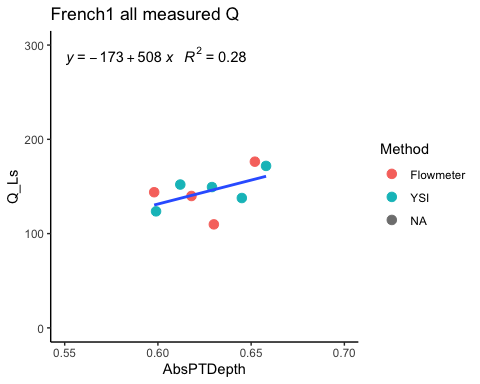 French1 all measured Q
y = − 173 + 508 x   R² = 0.28
300
200
100
0
Q_Ls
0.55 0.60 0.65 0.70
AbsPTDepth
Method
Flowmeter
YSI
NA